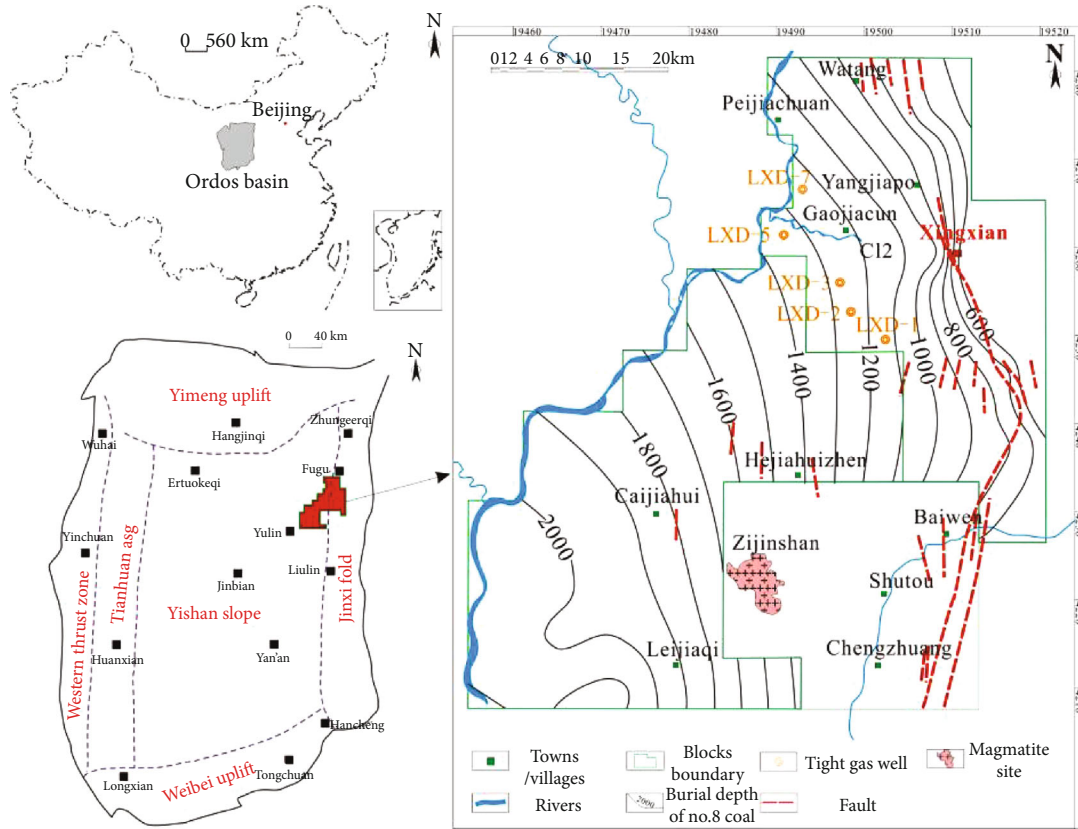 N
0 560 km
Beijing
Ordos basin
0 40 km
N
Yimeng uplift
Zhungeerqi
Hangjinqi
Wuhai
Fugu
Ertuokeqi
Yulin
Yinchuan
Tianhuan asg
Liulin
Jinbian
Jinxi fold
Western thrust zone
Yishan slope
Huanxian
Yan'an
Hancheng
Weibei uplift
Tongchuan
Longxian
19460 19470 19480 19490 19500 19510 19520
012 4 6 8 10 15 20km
N
Watang
Peijiachuan
LXD-7
Yangjiapo
Gaojiacun
LXD-5
Xingxian
C12
LXD-3
LXD-2
LXD-1
600
800
1000
1200
1400
1600
1800
2000
Hejiahuizhen
Caijiahui
Baiwen
Zijinshan
Shutou
Leijiaqi
Chengzhuang
Towns
/villages
Blocks
boundary
Tight gas well
Magmatite
site
Rivers
2000
Burial depth
of no.8 coal
Fault